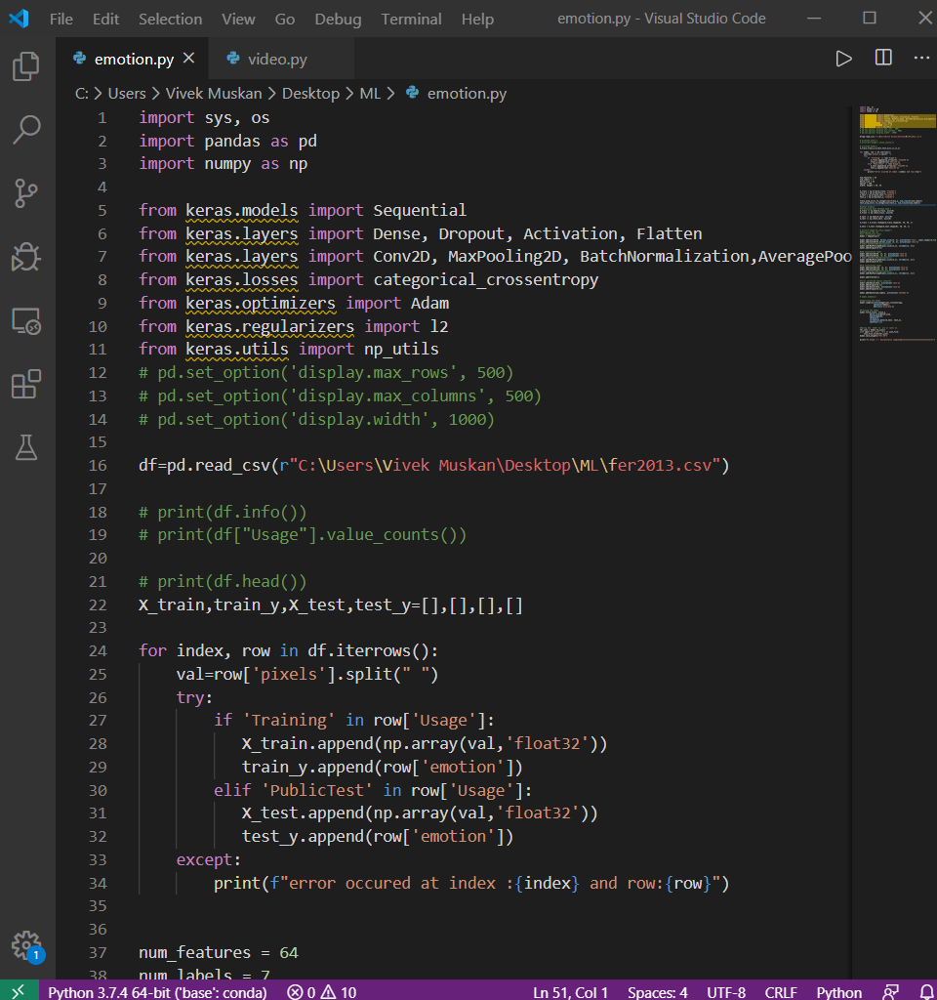 File Edit Selection View Go Debug Terminal Help emotion.py - Visual Studio Code
emotion.py video.py
C: > Users > Vivek Muskan > Desktop > ML > emotion.py
1 import sys, os
2 import pandas as pd
3 import numpy as np
4
5 from keras.models import Sequential
6 from keras.layers import Dense, Dropout, Activation, Flatten
7 from keras.layers import Conv2D, MaxPooling2D, BatchNormalization,AveragePoo
8 from keras.losses import categorical_crossentropy
9 from keras.optimizers import Adam
10 from keras.regularizers import l2
11 from keras.utils import np_utils
12 # pd.set_option('display.max_rows', 500)
13 # pd.set_option('display.max_columns', 500)
14 # pd.set_option('display.width', 1000)
15
16 df=pd.read_csv(r"C:\Users\Vivek Muskan\Desktop\ML\fer2013.csv")
17
18 # print(df.info())
19 # print(df["Usage"].value_counts())
20
21 # print(df.head())
22 X_train,train_y,X_test,test_y=[],[],[],[]
23
24 for index, row in df.iterrows():
25 val=row['pixels'].split(" ")
26 try:
27 if 'Training' in row['Usage']:
28 X_train.append(np.array(val,'float32'))
29 train_y.append(row['emotion'])
30 elif 'PublicTest' in row['Usage']:
31 X_test.append(np.array(val,'float32'))
32 test_y.append(row['emotion'])
33 except:
34 print(f"error occured at index :{index} and row:{row}")
35
36
37 num_features = 64
38 num_labels = 7
1
Python 3.7.4 64-bit ('base': conda) 0 10 Ln 51, Col 1 Spaces: 4 UTF-8 CRLF Python